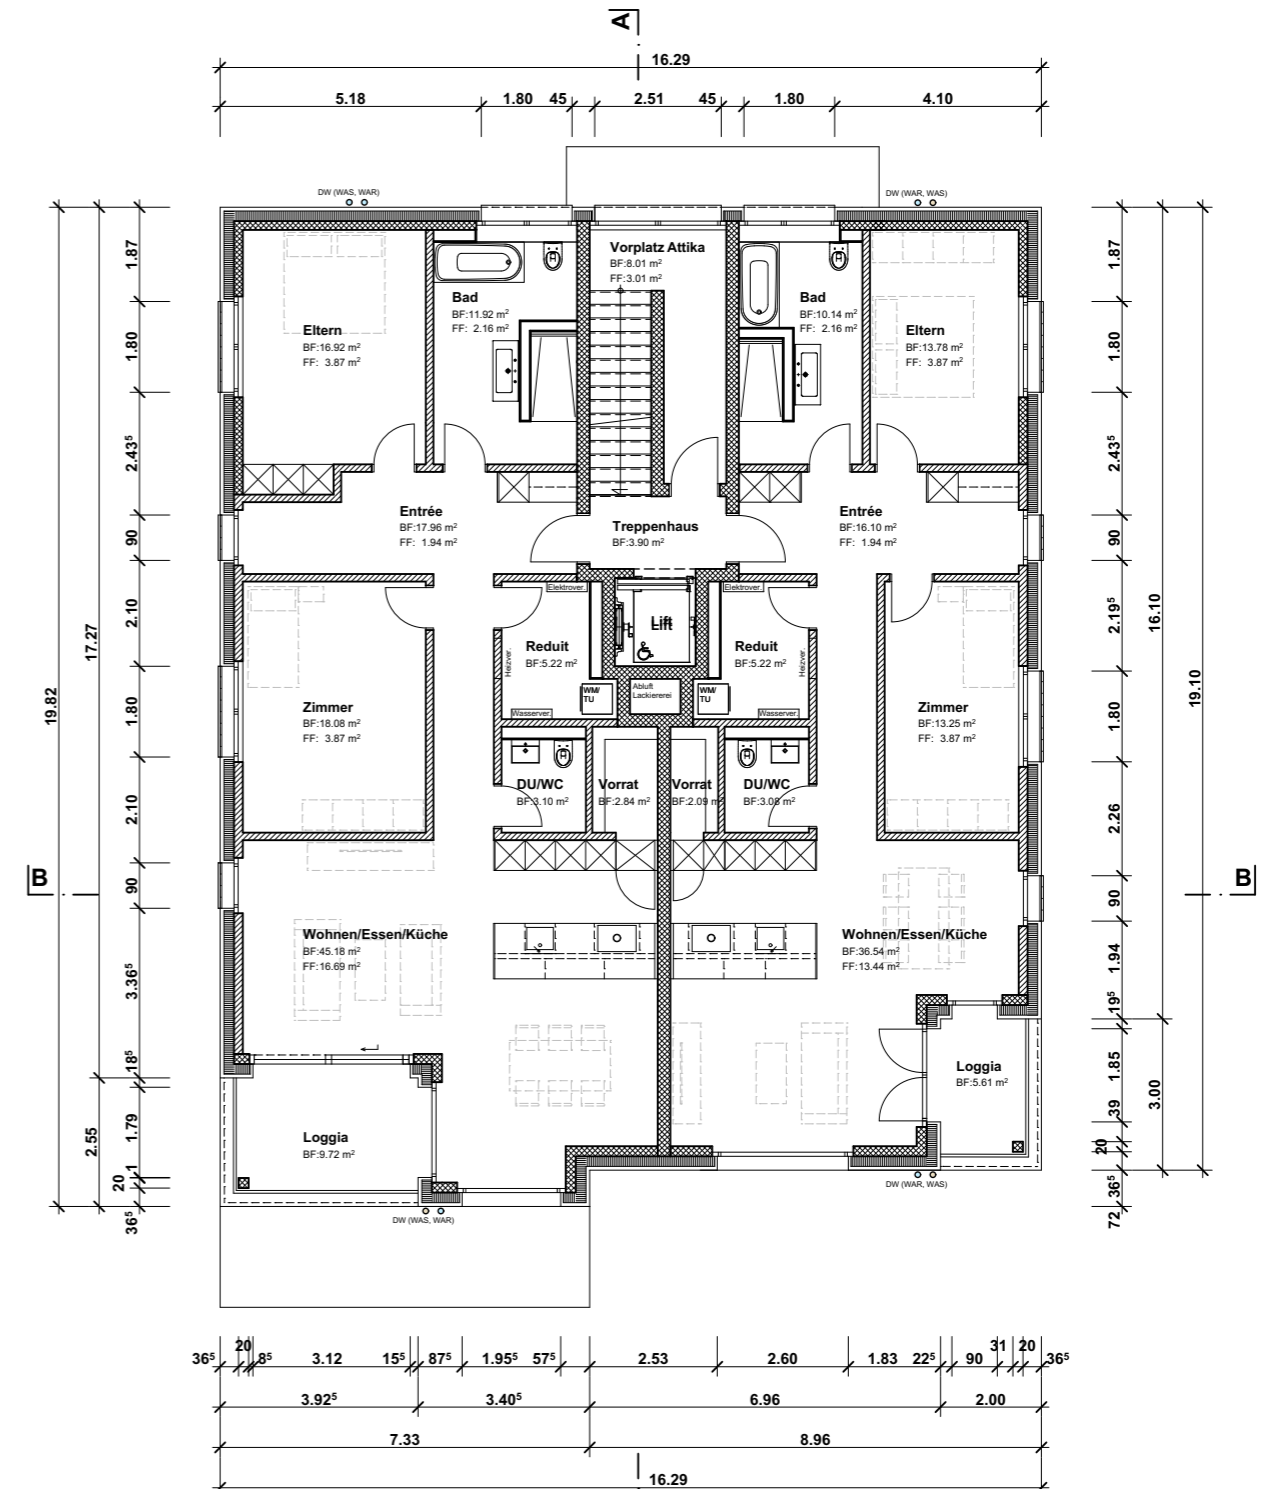 A
16.29
5.18 1.80 45 2.51 45 1.80 4.10
DW (WAS, WAR)
DW (WAR, WAS)
Vorplatz Attika
BF:8.01 m²
FF:3.01 m²
Bad
BF:11.92 m²
FF: 2.16 m²
Bad
BF:10.14 m²
FF: 2.16 m²
Eltern
BF:16.92 m²
FF: 3.87 m²
Eltern
BF:13.78 m²
FF: 3.87 m²
Entrée
BF:17.96 m²
FF: 1.94 m²
Treppenhaus
BF:3.90 m²
Entrée
BF:16.10 m²
FF: 1.94 m²
Elektrover.
Elektrover.
Lift
Reduit
BF:5.22 m²
Reduit
BF:5.22 m²
Heizver.
Heizver.
WM/
TU
Abluft
Lackiererei
WM/
TU
Wasserver.
Wasserver.
Zimmer
BF:18.08 m²
FF: 3.87 m²
Zimmer
BF:13.25 m²
FF: 3.87 m²
DU/WC
BF:3.10 m²
Vorrat
BF:2.84 m²
Vorrat
BF:2.09 m²
DU/WC
BF:3.08 m²
B
B
Wohnen/Essen/Küche
BF:45.18 m²
FF:16.69 m²
Wohnen/Essen/Küche
BF:36.54 m²
FF:13.44 m²
Loggia
BF:5.61 m²
Loggia
BF:9.72 m²
DW (WAR, WAS)
DW (WAS, WAR)
19.82
17.27
2.55
1.87
1.80
2.43⁵
90
2.10
1.80
2.10
90
3.36⁵
18⁵
1.79
1
20
36⁵
1.87
1.80
2.43⁵
90
2.19⁵
1.80
2.26
90
1.94
19⁵
1.85
39
20
36⁵
72
16.10
3.00
19.10
36⁵ 20 8⁵ 3.12 15⁵ 87⁵ 1.95⁵ 57⁵ 2.53 2.60 1.83 22⁵ 90 31 20 36⁵
3.92⁵ 3.40⁵ 6.96 2.00
7.33 8.96
16.29